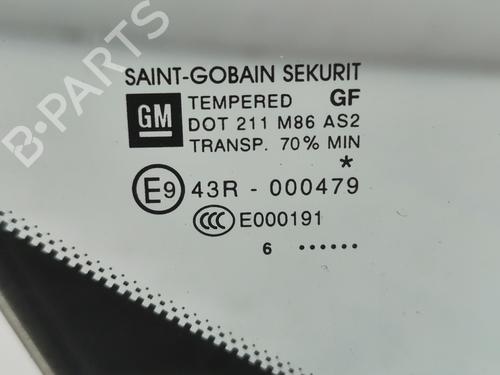 SAINT-GOBAIN SEKURIT
GM TEMPERED GF
DOT 211 M86 AS2
TRANSP. 70% MIN
*
E9 43R - 000479
CCC E000191
6 ······
B-PARTS